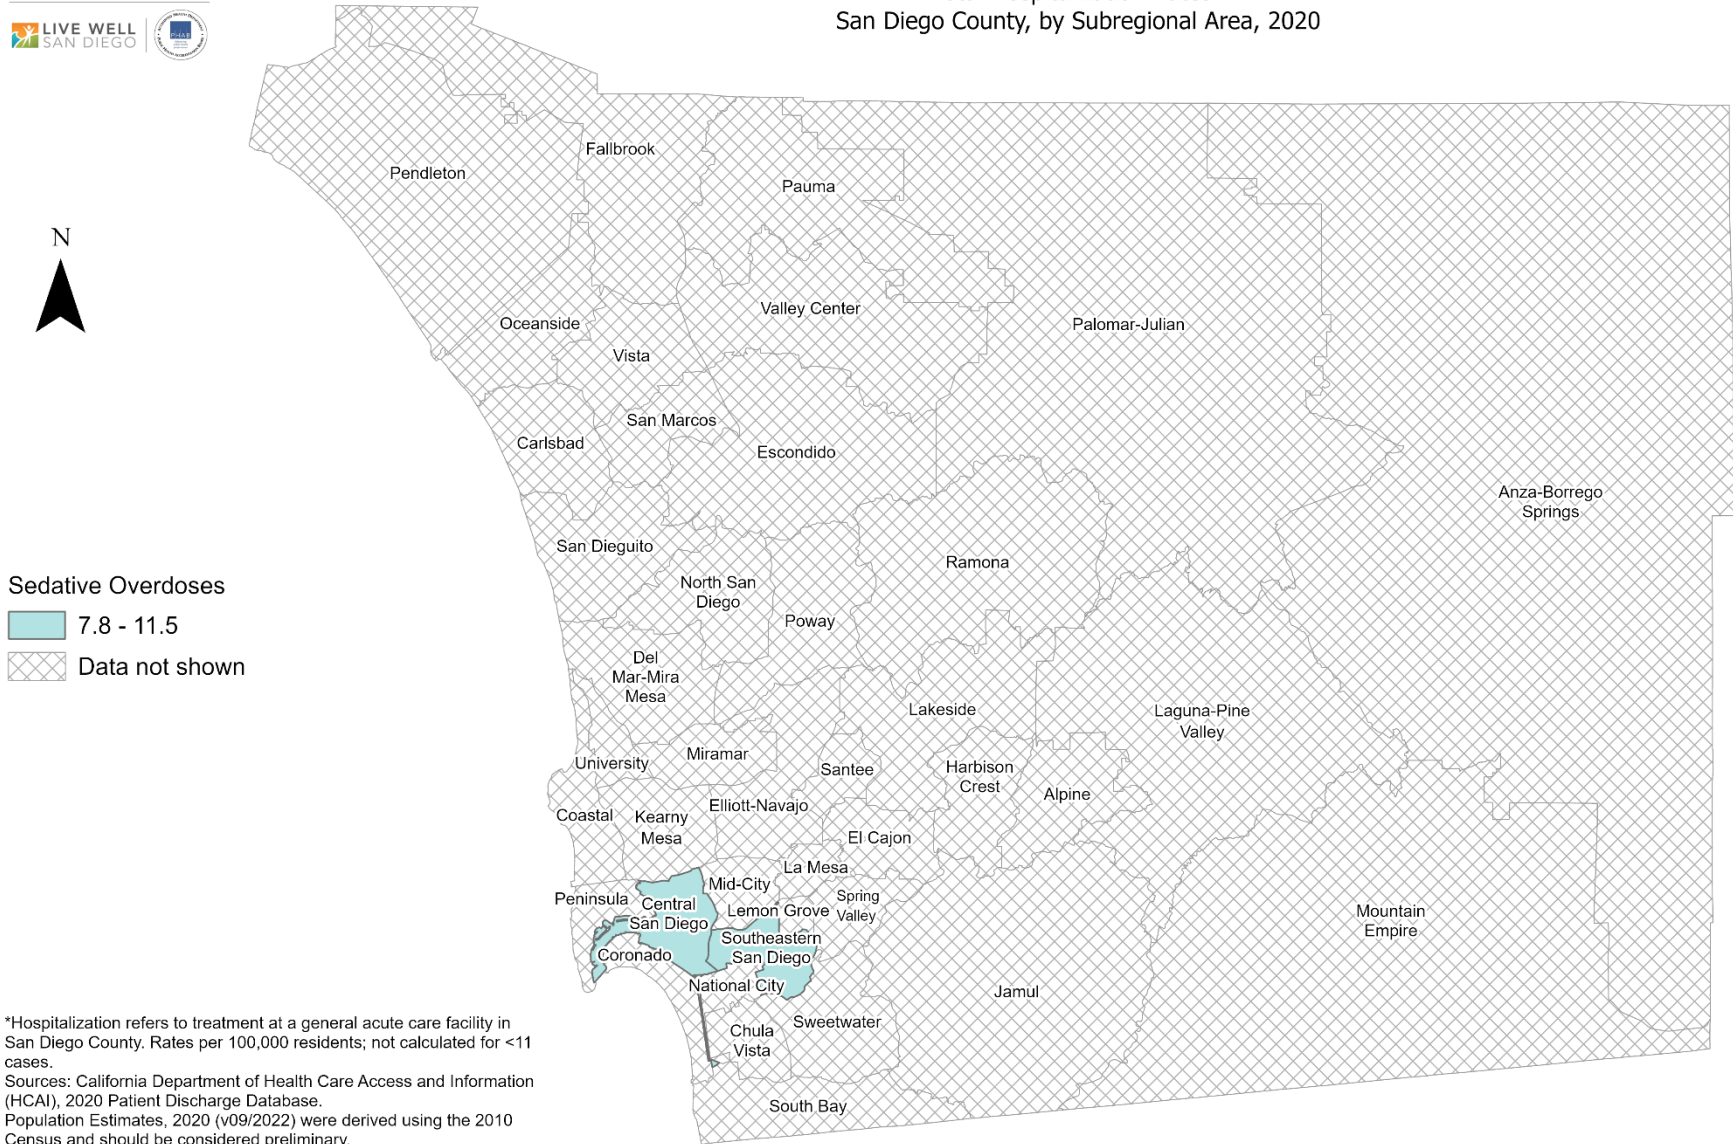 LIVE WELL
SAN DIEGO
PHAB
San Diego County, by Subregional Area, 2020
N
Fallbrook
Pendleton
Pauma
Valley Center
Oceanside
Palomar-Julian
Vista
San Marcos
Carlsbad
Escondido
Anza-Borrego
Springs
San Dieguito
Ramona
North San
Diego
Poway
Del
Mar-Mira
Mesa
Lakeside
Laguna-Pine
Valley
Miramar
University
Santee
Harbison
Crest
Alpine
Elliott-Navajo
Coastal
Kearny
Mesa
El Cajon
La Mesa
Mid-City
Peninsula
Central
San Diego
Lemon Grove
Spring
Valley
Mountain
Empire
Southeastern
San Diego
Coronado
National City
Jamul
Sweetwater
Chula
Vista
South Bay
Sedative Overdoses
7.8 - 11.5
Data not shown
*Hospitalization refers to treatment at a general acute care facility in
San Diego County. Rates per 100,000 residents; not calculated for <11
cases.
Sources: California Department of Health Care Access and Information
(HCAI), 2020 Patient Discharge Database.
Population Estimates, 2020 (v09/2022) were derived using the 2010
Census and should be considered preliminary.